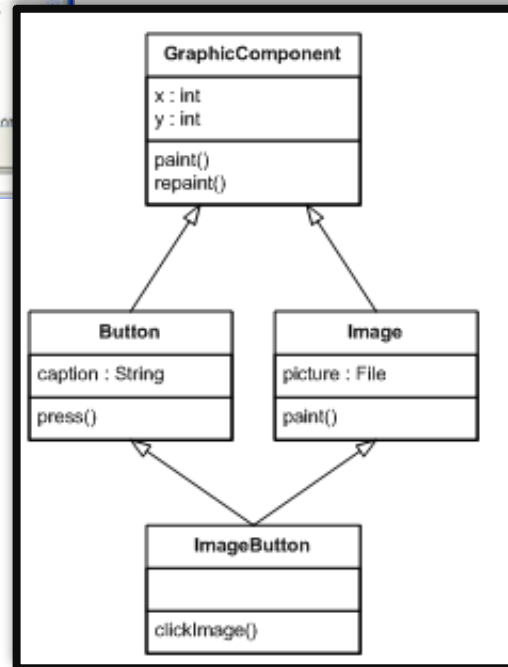 GraphicComponent
x : int
y : int
paint()
repaint()
Button
caption : String
press()
Image
picture : File
paint()
ImageButton
clickImage()